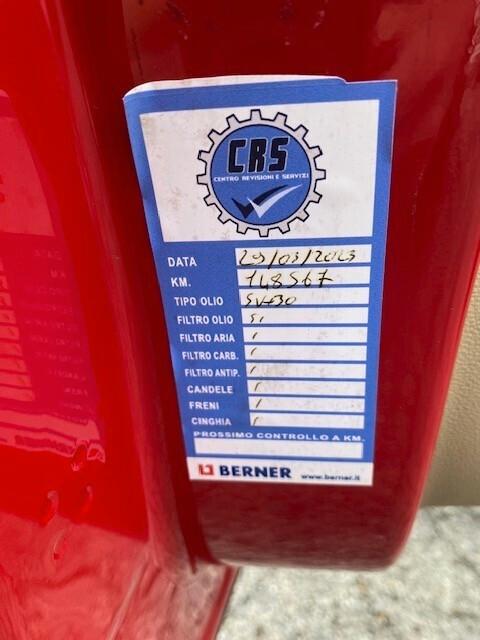 CRS
CENTRO REVISIONI E SERVIZI
DATA 29/03/2023
KM. 148567
TIPO OLIO 5W30
FILTRO OLIO SI
FILTRO ARIA /
FILTRO CARB. /
FILTRO ANTIP. /
CANDELE /
FRENI /
CINGHIA /
PROSSIMO CONTROLLO A KM.
BERNER www.berner.it